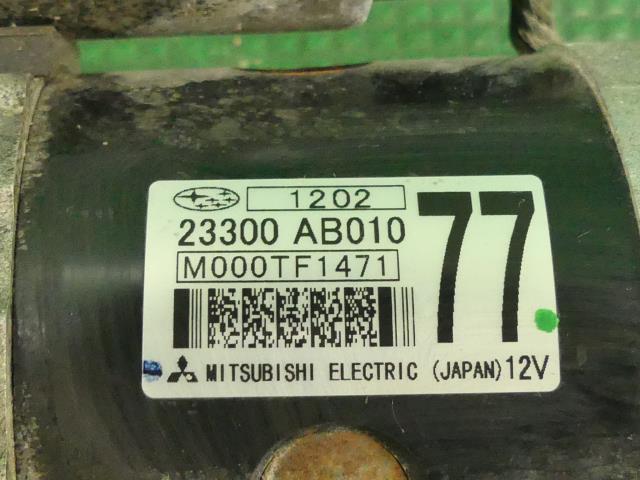 1202
23300 AB010
77
M000TF1471
MITSUBISHI ELECTRIC (JAPAN) 12V